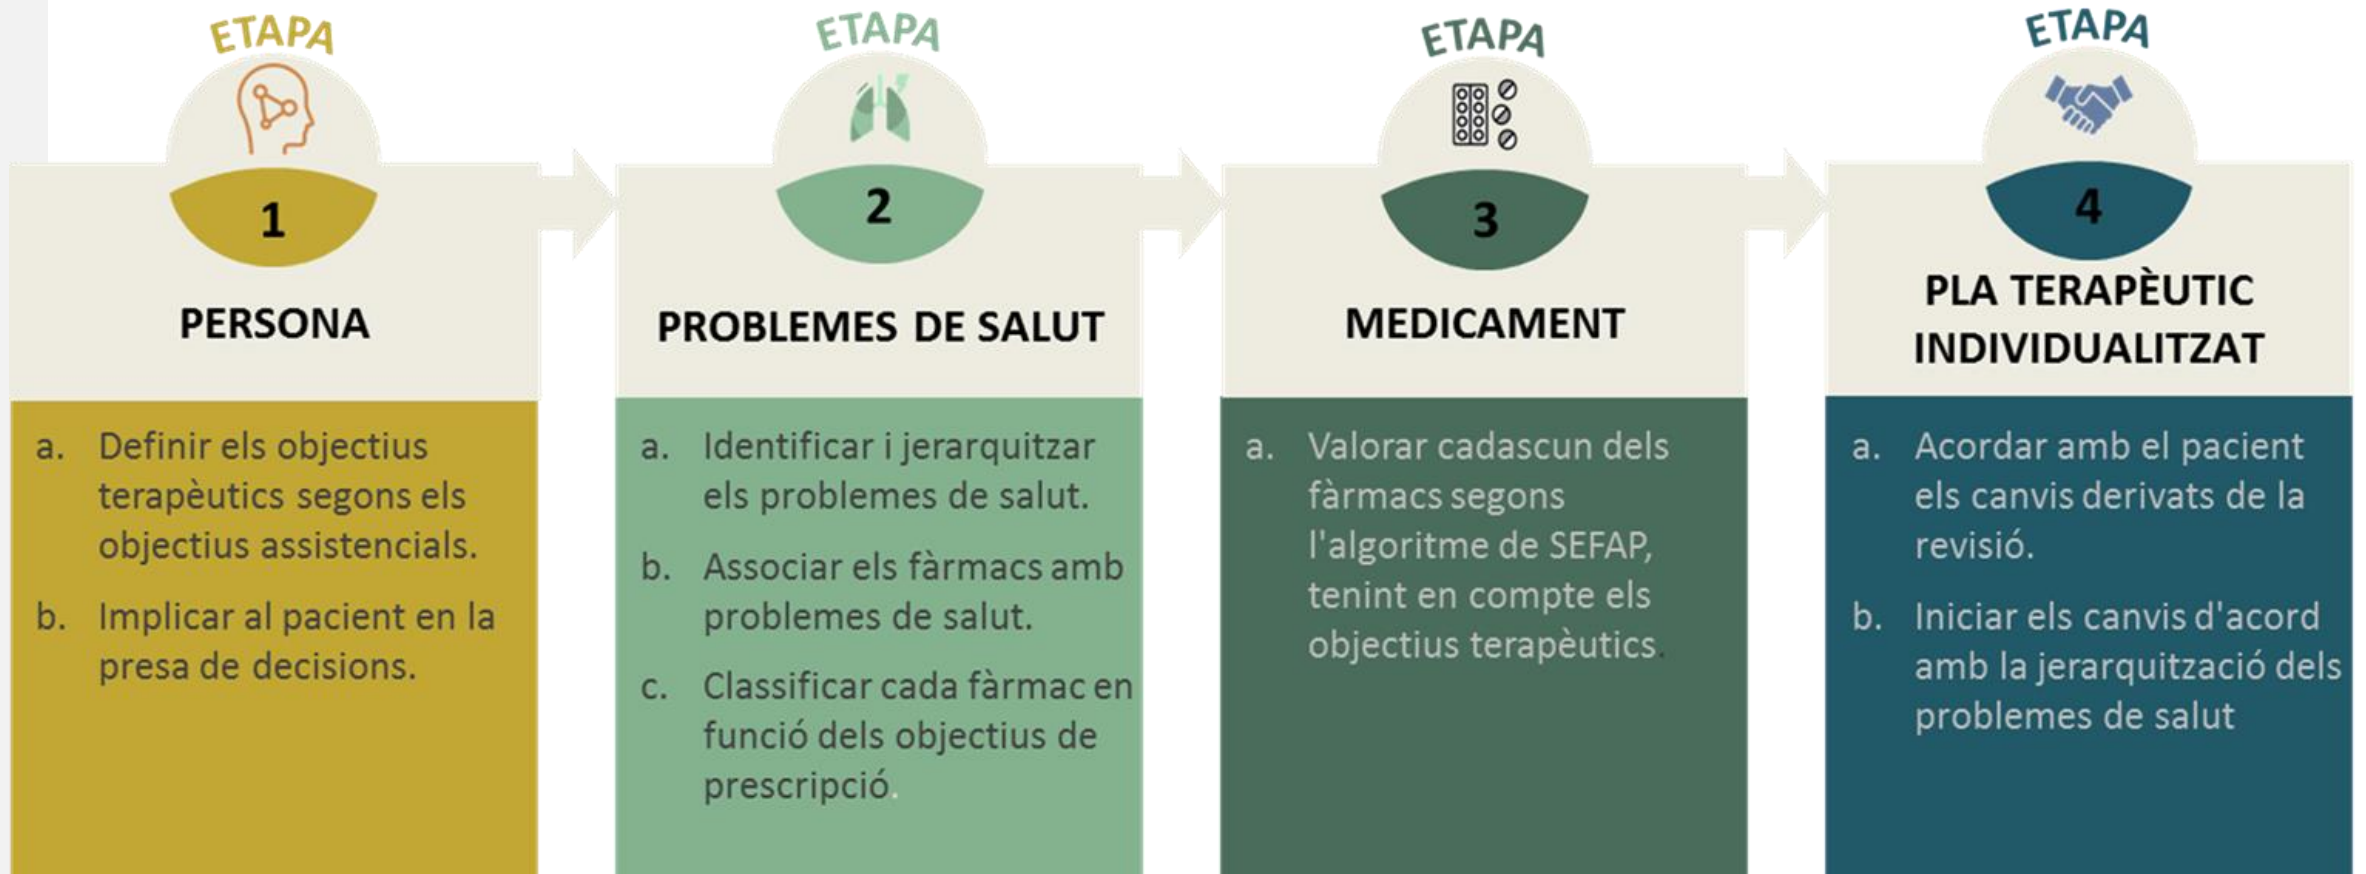 ETAPA
1
PERSONA
a. Definir els objectius
terapèutics segons els
objectius assistencials.
b. Implicar al pacient en la
presa de decisions.
ETAPA
2
PROBLEMES DE SALUT
a. Identificar i jerarquitzar
els problemes de salut.
b. Associar els fàrmacs amb
problemes de salut.
c. Classificar cada fàrmac en
funció dels objectius de
prescripció.
ETAPA
3
MEDICAMENT
a. Valorar cadascun dels
fàrmacs segons
l'algoritme de SEFAP,
tenint en compte els
objectius terapèutics.
ETAPA
4
PLA TERAPÈUTIC
INDIVIDUALITZAT
a. Acordar amb el pacient
els canvis derivats de la
revisió.
b. Iniciar els canvis d'acord
amb la jerarquització dels
problemes de salut